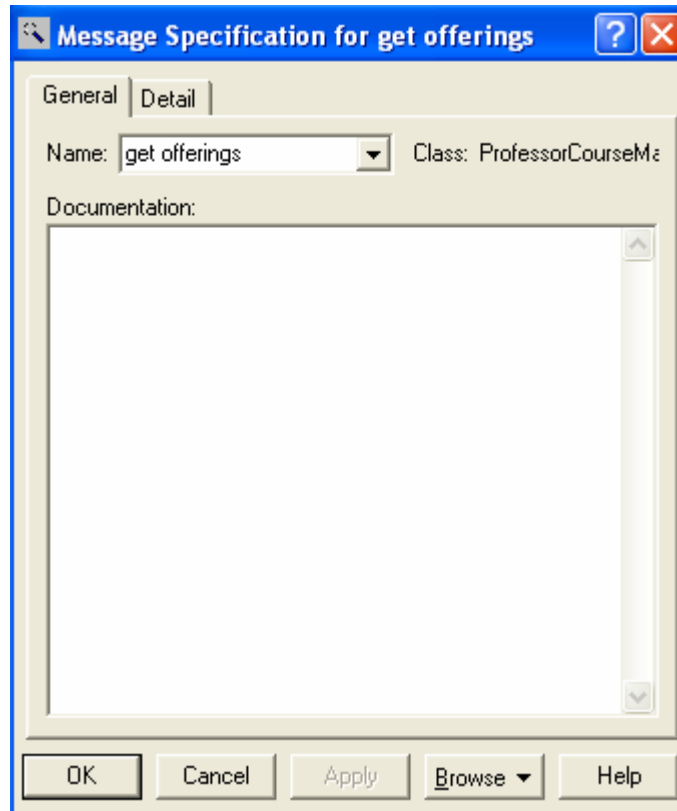 Message Specification for get offerings
General Detail
Name: get offerings Class: ProfessorCourseMa
Documentation:
OK Cancel Apply Browse Help